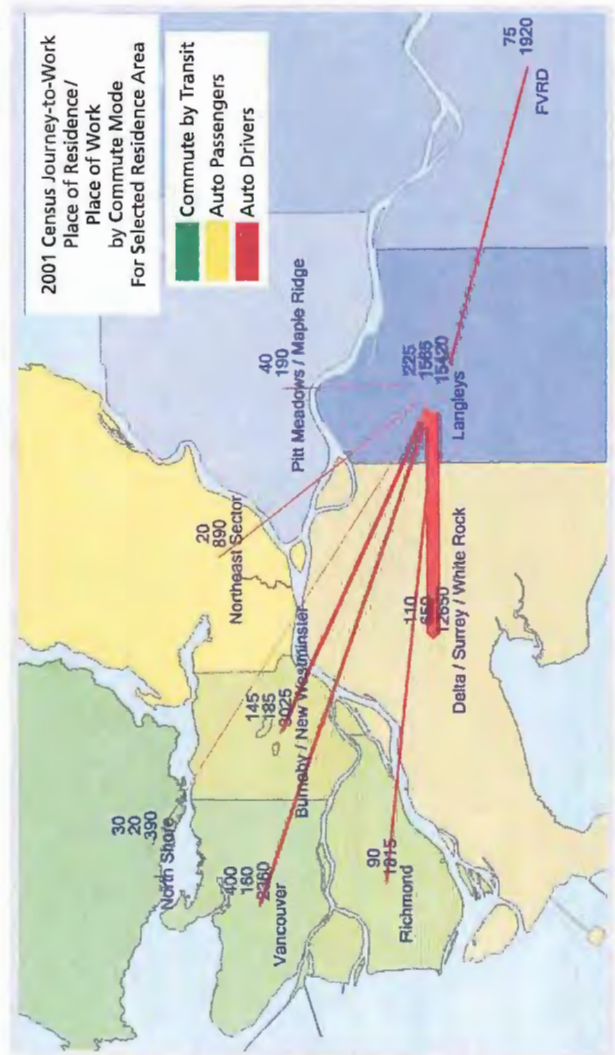 2001 Census Journey-to-Work
Place of Residence/
Place of Work
by Commute Mode
For Selected Residence Area
Commute by Transit
Auto Passengers
Auto Drivers
30
20
390
North Shore
400
160
2360
Vancouver
145
185
3025
Burnaby / New Westminster
20
890
Northeast Sector
40
190
Pitt Meadows / Maple Ridge
90
1815
Richmond
110
650
12650
Delta / Surrey / White Rock
225
1565
15420
Langleys
75
1920
FVRD